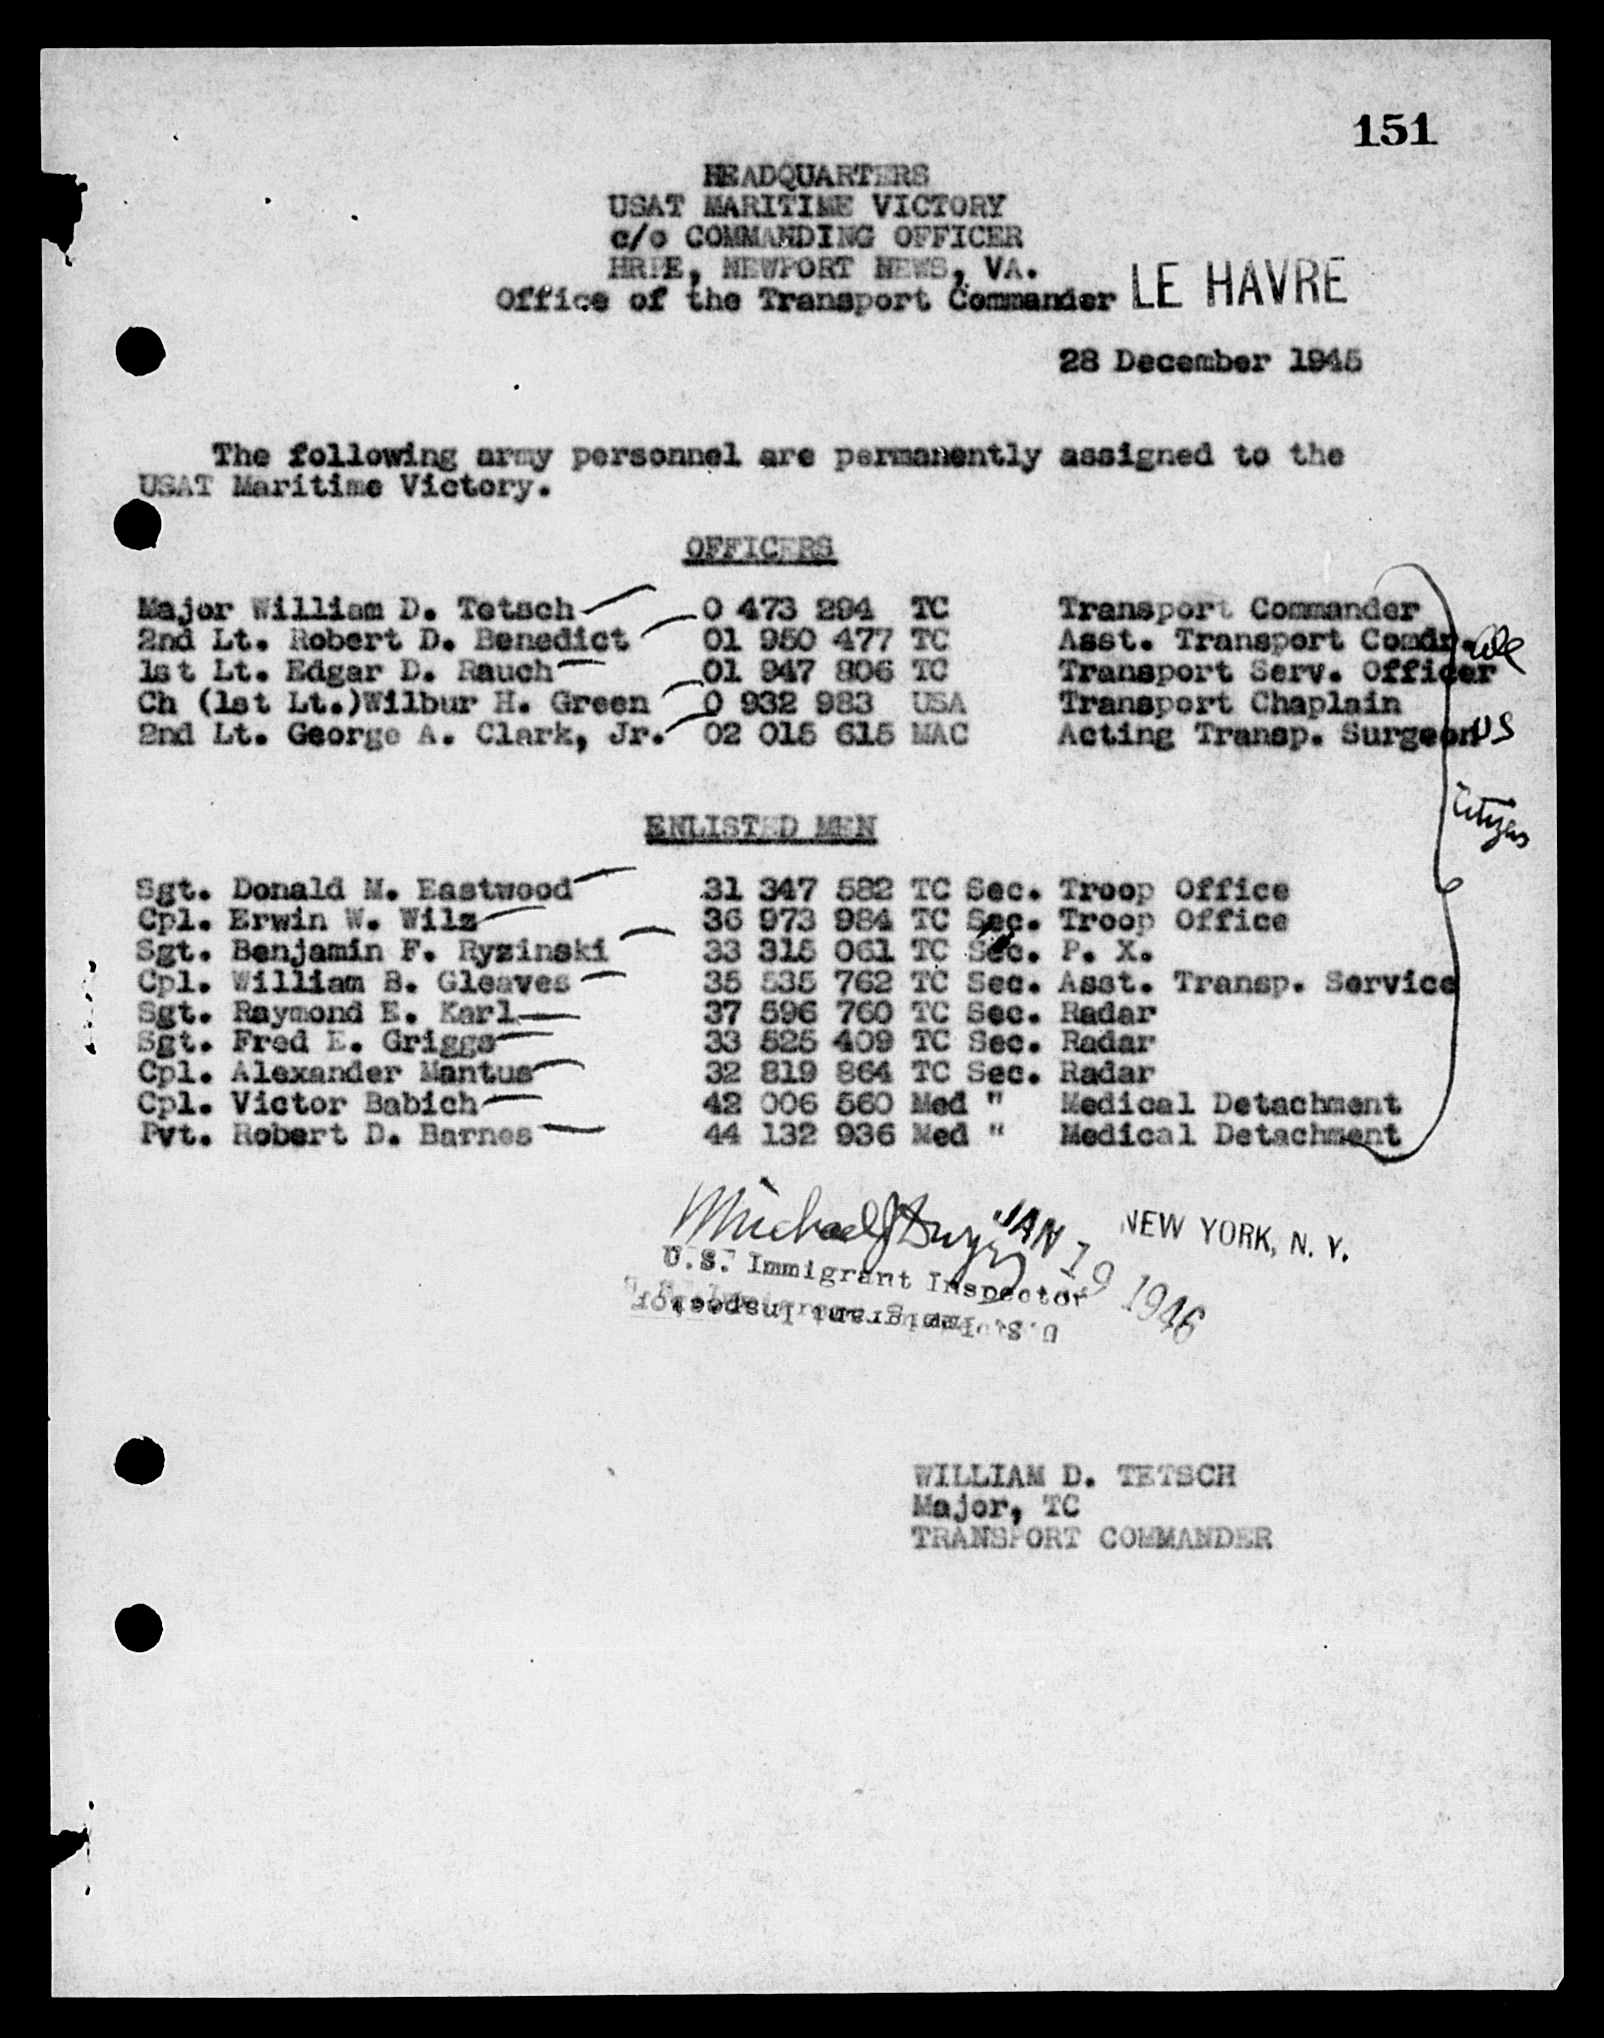 151
HEADQUARTERS
USAT MARITIME VICTORY
c/o COMMANDING OFFICER
HRPE, NEWPORT NEWS, VA.
Office of the Transport Commander LE HAVRE
28 December 1945
The following army personnel are permanently assigned to the
USAT Maritime Victory.
OFFICERS
Major William D. Tetsch O 473 294 TC Transport Commander
2nd Lt. Robert D. Benedict O1 950 477 TC Asst. Transport Comdr.
1st Lt. Edgar D. Rauch O1 947 806 TC Transport Serv. Officer
Ch (1st Lt.)Wilbur H. Green O 932 983 USA Transport Chaplain
2nd Lt. George A. Clark, Jr. O2 015 615 MAC Acting Transp. Surgeon
all
US
Citizens
ENLISTED MEN
Sgt. Donald M. Eastwood 31 347 582 TC Sec. Troop Office
Cpl. Erwin W. Wilz 36 973 984 TC Sec. Troop Office
Sgt. Benjamin F. Ryzinski 33 315 061 TC Sec. P. X.
Cpl. William B. Gleaves 35 535 762 TC Sec. Asst. Transp. Service
Sgt. Raymond E. Karl 37 596 760 TC Sec. Radar
Sgt. Fred E. Griggs 33 525 409 TC Sec. Radar
Cpl. Alexander Mantus 32 819 864 TC Sec. Radar
Cpl. Victor Babich 42 006 560 Med " Medical Detachment
Pvt. Robert D. Barnes 44 132 936 Med " Medical Detachment
Michael J Dwyer JAN 19 1946 NEW YORK, N. Y.
U.S. Immigrant Inspector
U.S. Immigrant Inspector
WILLIAM D. TETSCH
Major, TC
TRANSPORT COMMANDER